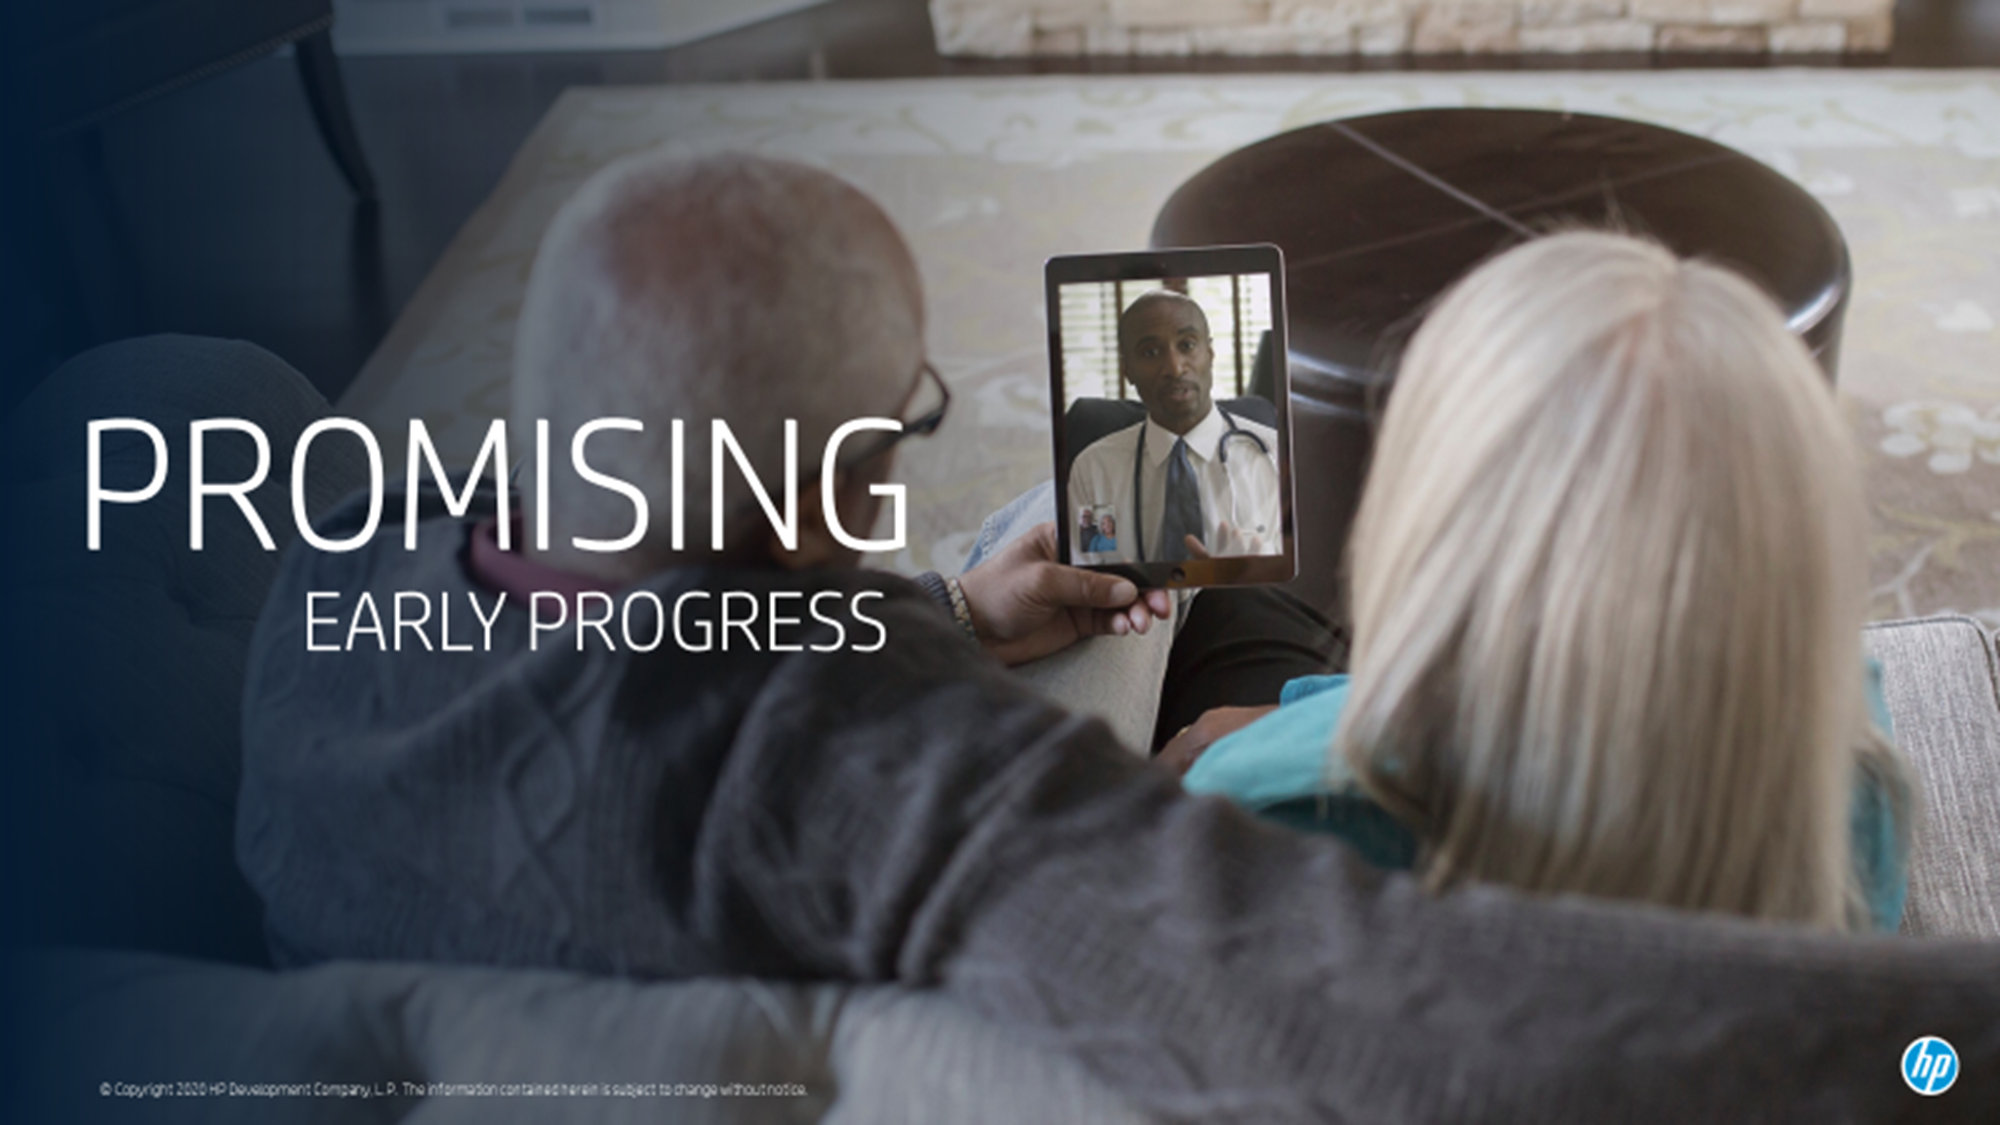 PROMISING
EARLY PROGRESS
© Copyright 2020 HP Development Company, L.P. The information contained herein is subject to change without notice.
hp